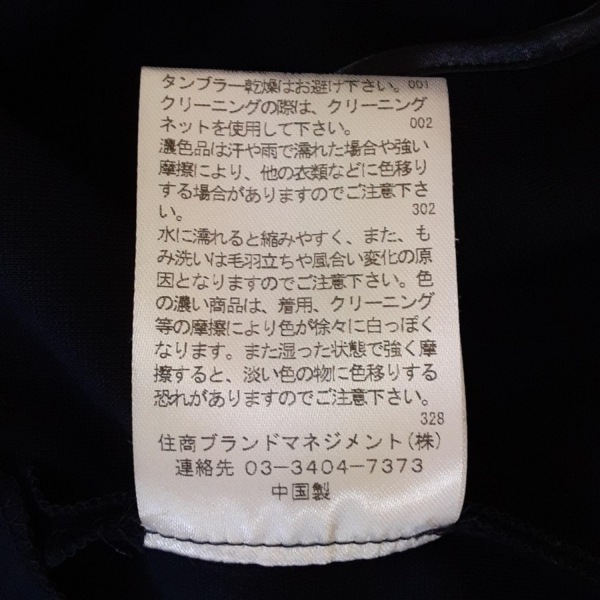 タンブラー乾燥はお避け下さい。001
クリーニングの際は、クリーニング
ネットを使用して下さい。 002
濃色品は汗や雨で濡れた場合や強い
摩擦により、他の衣類などに色移り
する場合がありますのでご注意下さ
い。 302
水に濡れると縮みやすく、また、も
み洗いは毛羽立ちや風合い変化の原
因となりますのでご注意下さい。色
の濃い商品は、着用、クリーニング
等の摩擦により色が徐々に白っぽく
なります。また湿った状態で強く摩
擦すると、淡い色の物に色移りする
恐れがありますのでご注意下さい。
328
住商ブランドマネジメント(株)
連絡先 03-3404-7373
中国製